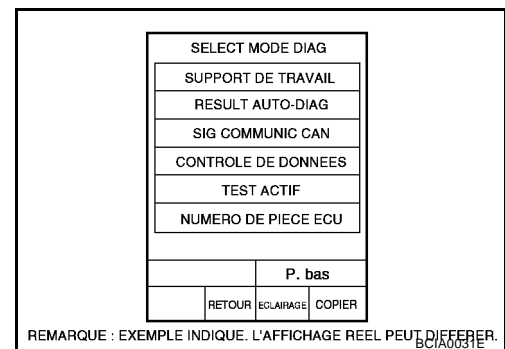 SELECT MODE DIAG
SUPPORT DE TRAVAIL
RESULT AUTO-DIAG
SIG COMMUNIC CAN
CONTROLE DE DONNEES
TEST ACTIF
NUMERO DE PIECE ECU
P. bas
RETOUR ECLAIRAGE COPIER
REMARQUE : EXEMPLE INDIQUE. L'AFFICHAGE REEL PEUT DIFFERER.
BCIA0031E